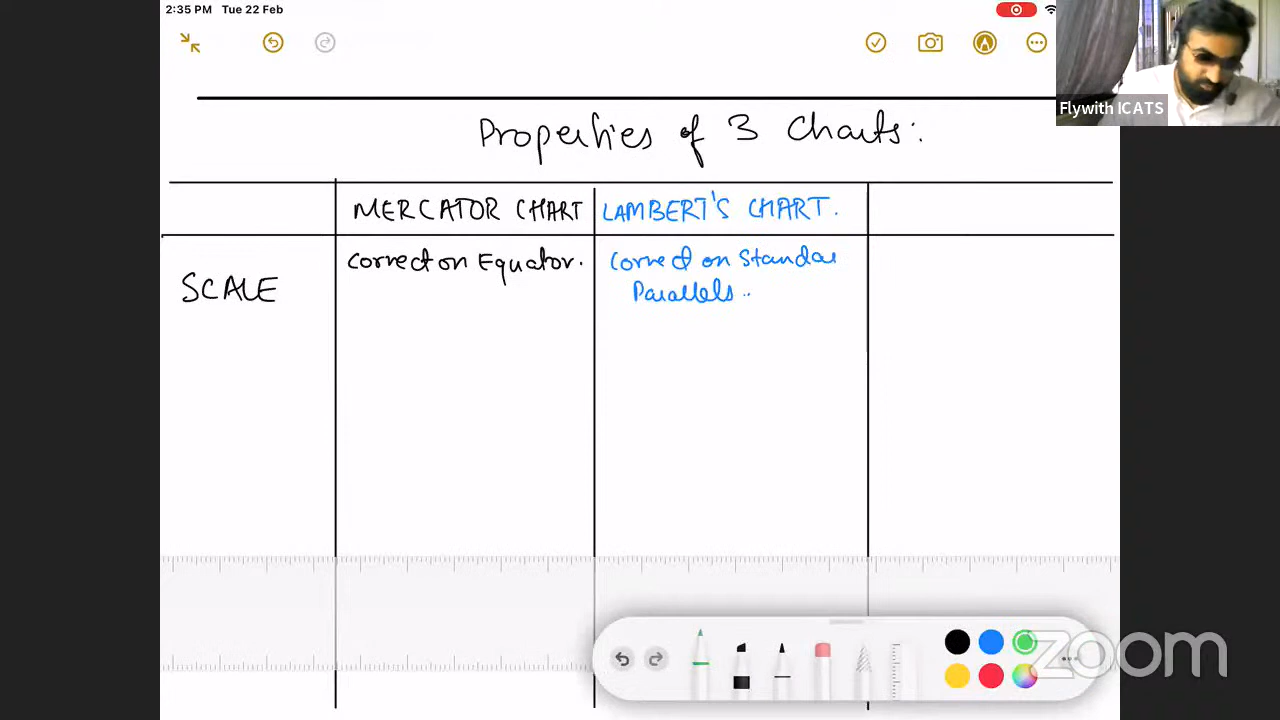 2:35 PM Tue 22 Feb
Flywith ICATS
Properties of 3 Charts:
MERCATOR CHART
LAMBERT'S CHART.
SCALE
Correct on Equator.
Correct on Standar
Parallels..
zoom